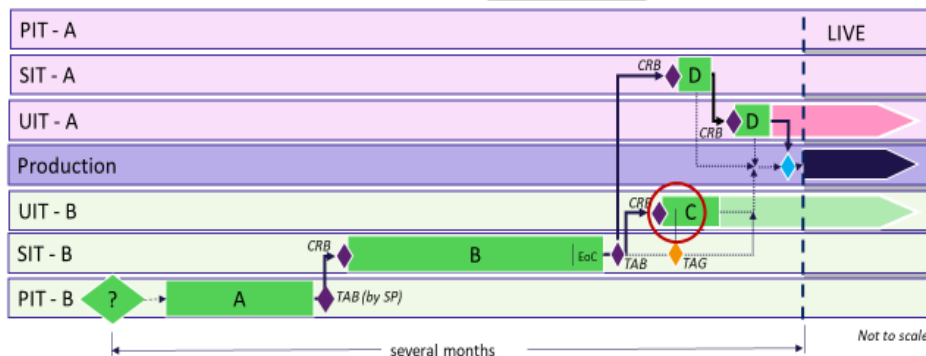 PIT - A
LIVE
SIT - A
CRB
D
UIT - A
CRB
D
Production
UIT - B
CRB
C
SIT - B
CRB
B
EoC
TAB
TAG
PIT - B
?
A
TAB (by SP)
Not to scale
several months